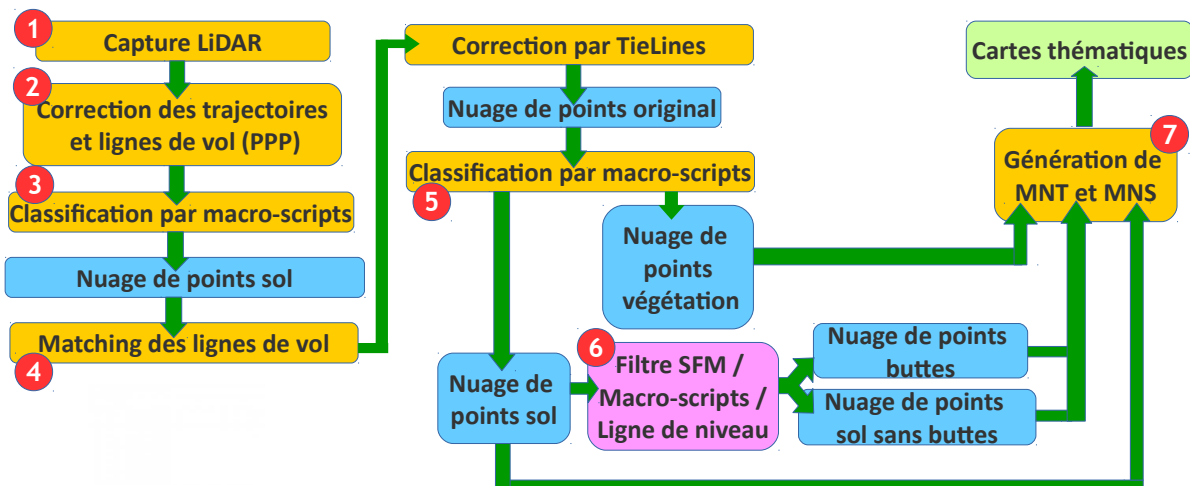 1
Capture LiDAR
2
Correction des trajectoires
et lignes de vol (PPP)
3
Classification par macro-scripts
Nuage de points sol
Matching des lignes de vol
4
Correction par TieLines
Nuage de points original
Classification par macro-scripts
5
Nuage de
points
végétation
Nuage de
points sol
6
Filtre SFM /
Macro-scripts /
Ligne de niveau
Nuage de points
buttes
Nuage de points
sol sans buttes
7
Génération de
MNT et MNS
Cartes thématiques